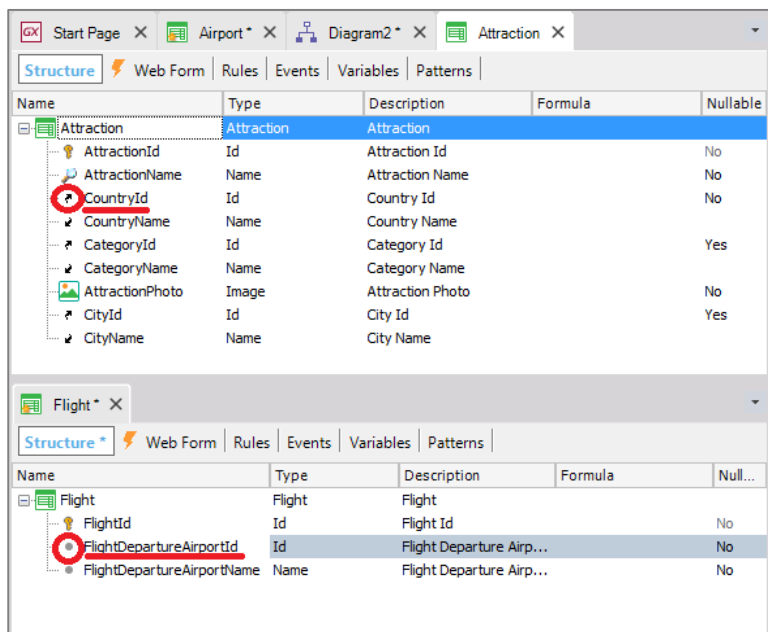 GX Start Page Airport * Diagram2 * Attraction
Structure Web Form Rules Events Variables Patterns
Name Type Description Formula Nullable
Attraction Attraction Attraction
AttractionId Id Attraction Id No
AttractionName Name Attraction Name No
CountryId Id Country Id No
CountryName Name Country Name
CategoryId Id Category Id Yes
CategoryName Name Category Name
AttractionPhoto Image Attraction Photo No
CityId Id City Id Yes
CityName Name City Name
Flight *
Structure * Web Form Rules Events Variables Patterns
Name Type Description Formula Null...
Flight Flight Flight
FlightId Id Flight Id No
FlightDepartureAirportId Id Flight Departure Airp... No
FlightDepartureAirportName Name Flight Departure Airp... No